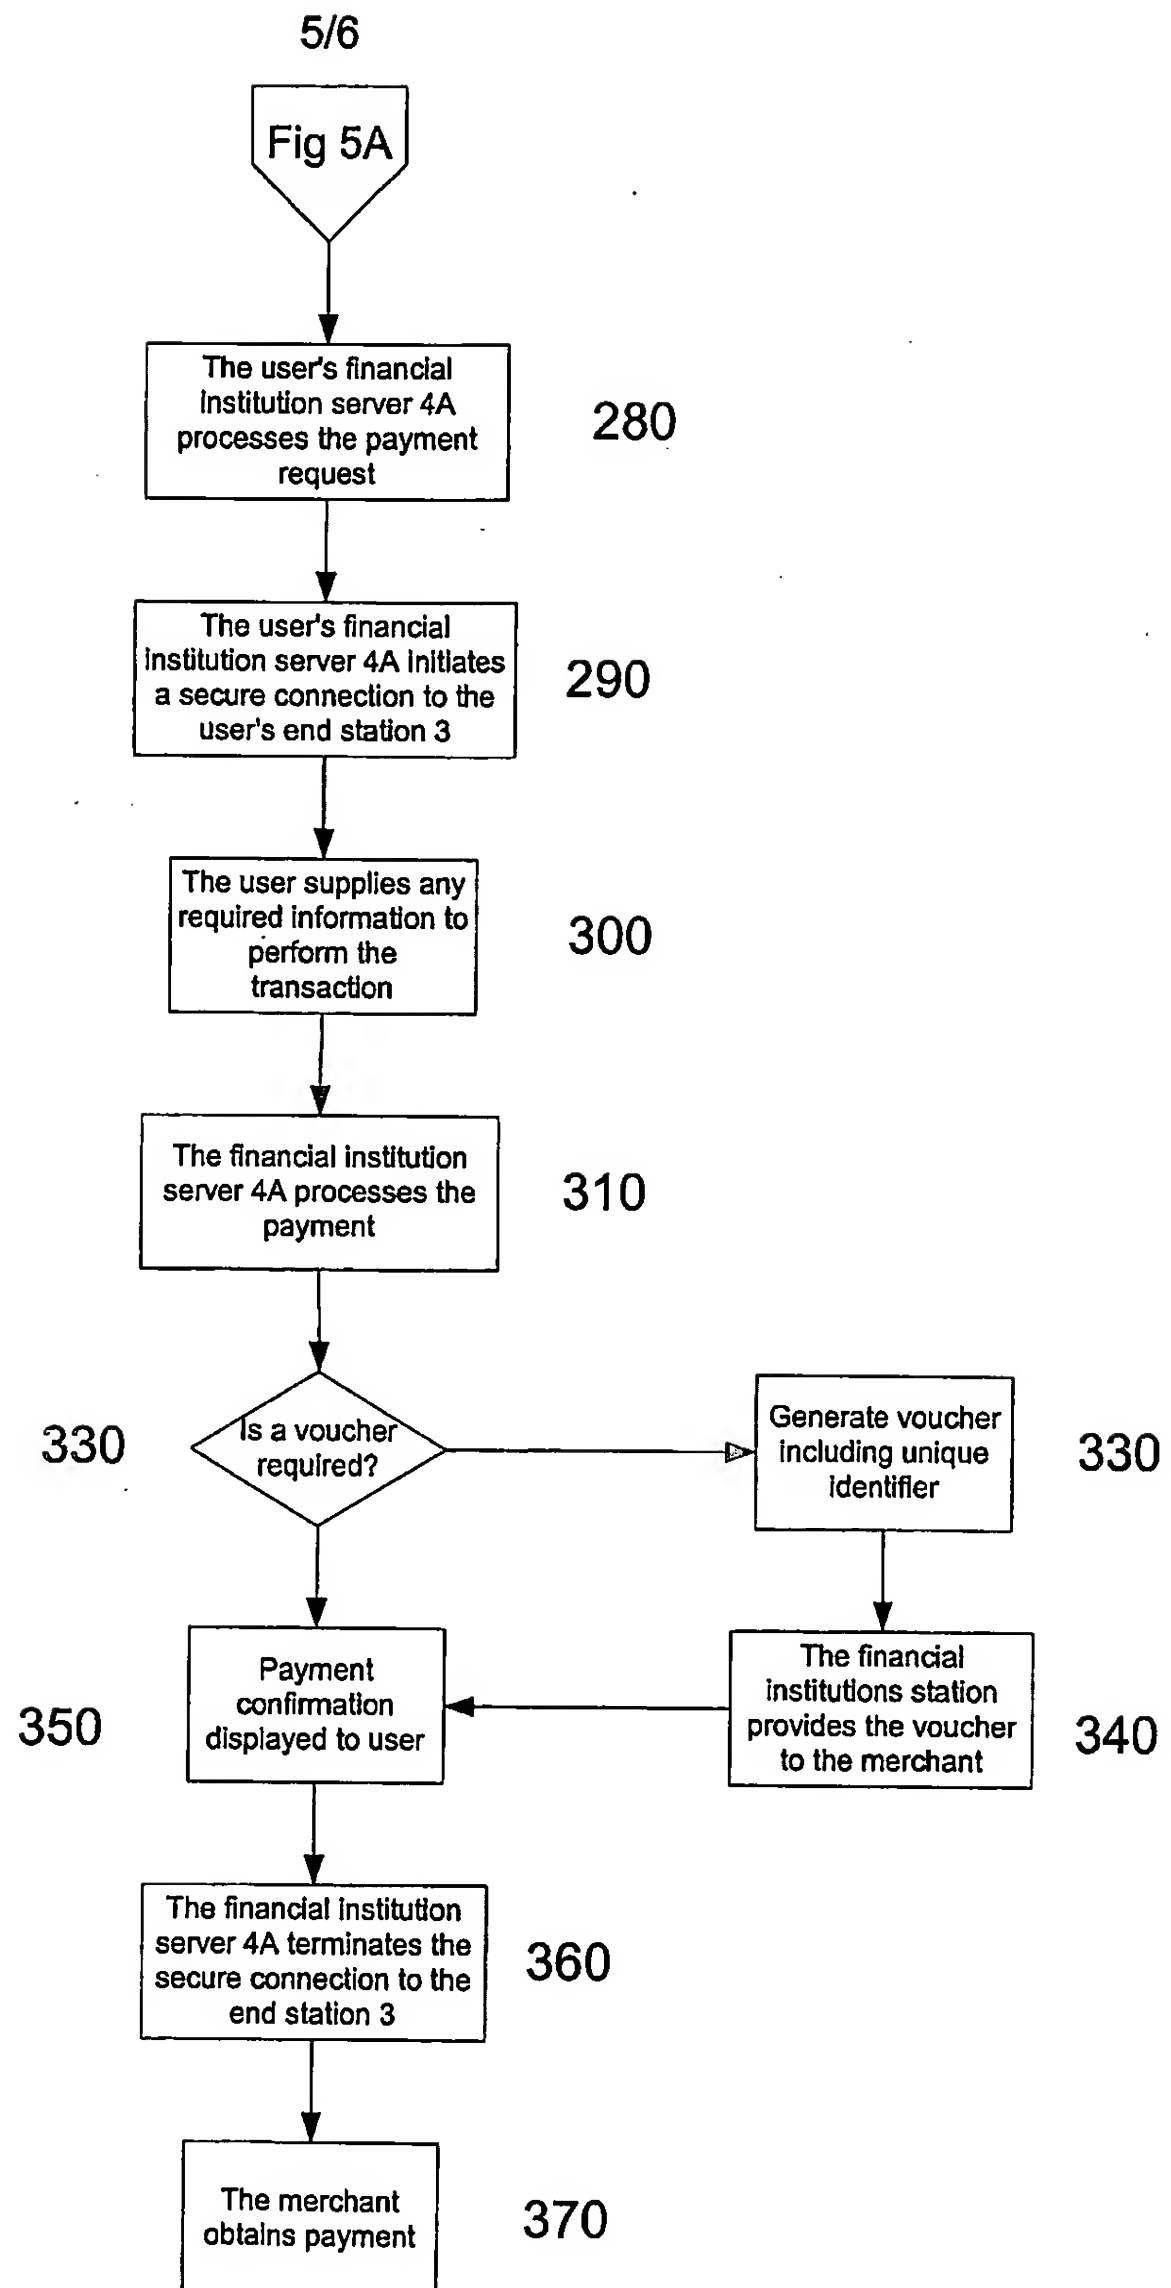 5/6
Fig 5A
The user's financial
institution server 4A
processes the payment
request
280
The user's financial
institution server 4A initiates
a secure connection to the
user's end station 3
290
The user supplies any
required information to
perform the
transaction
300
The financial institution
server 4A processes the
payment
310
330
Is a voucher
required?
Generate voucher
including unique
identifier
330
350
Payment
confirmation
displayed to user
The financial
institutions station
provides the voucher
to the merchant
340
The financial institution
server 4A terminates the
secure connection to the
end station 3
360
The merchant
obtains payment
370